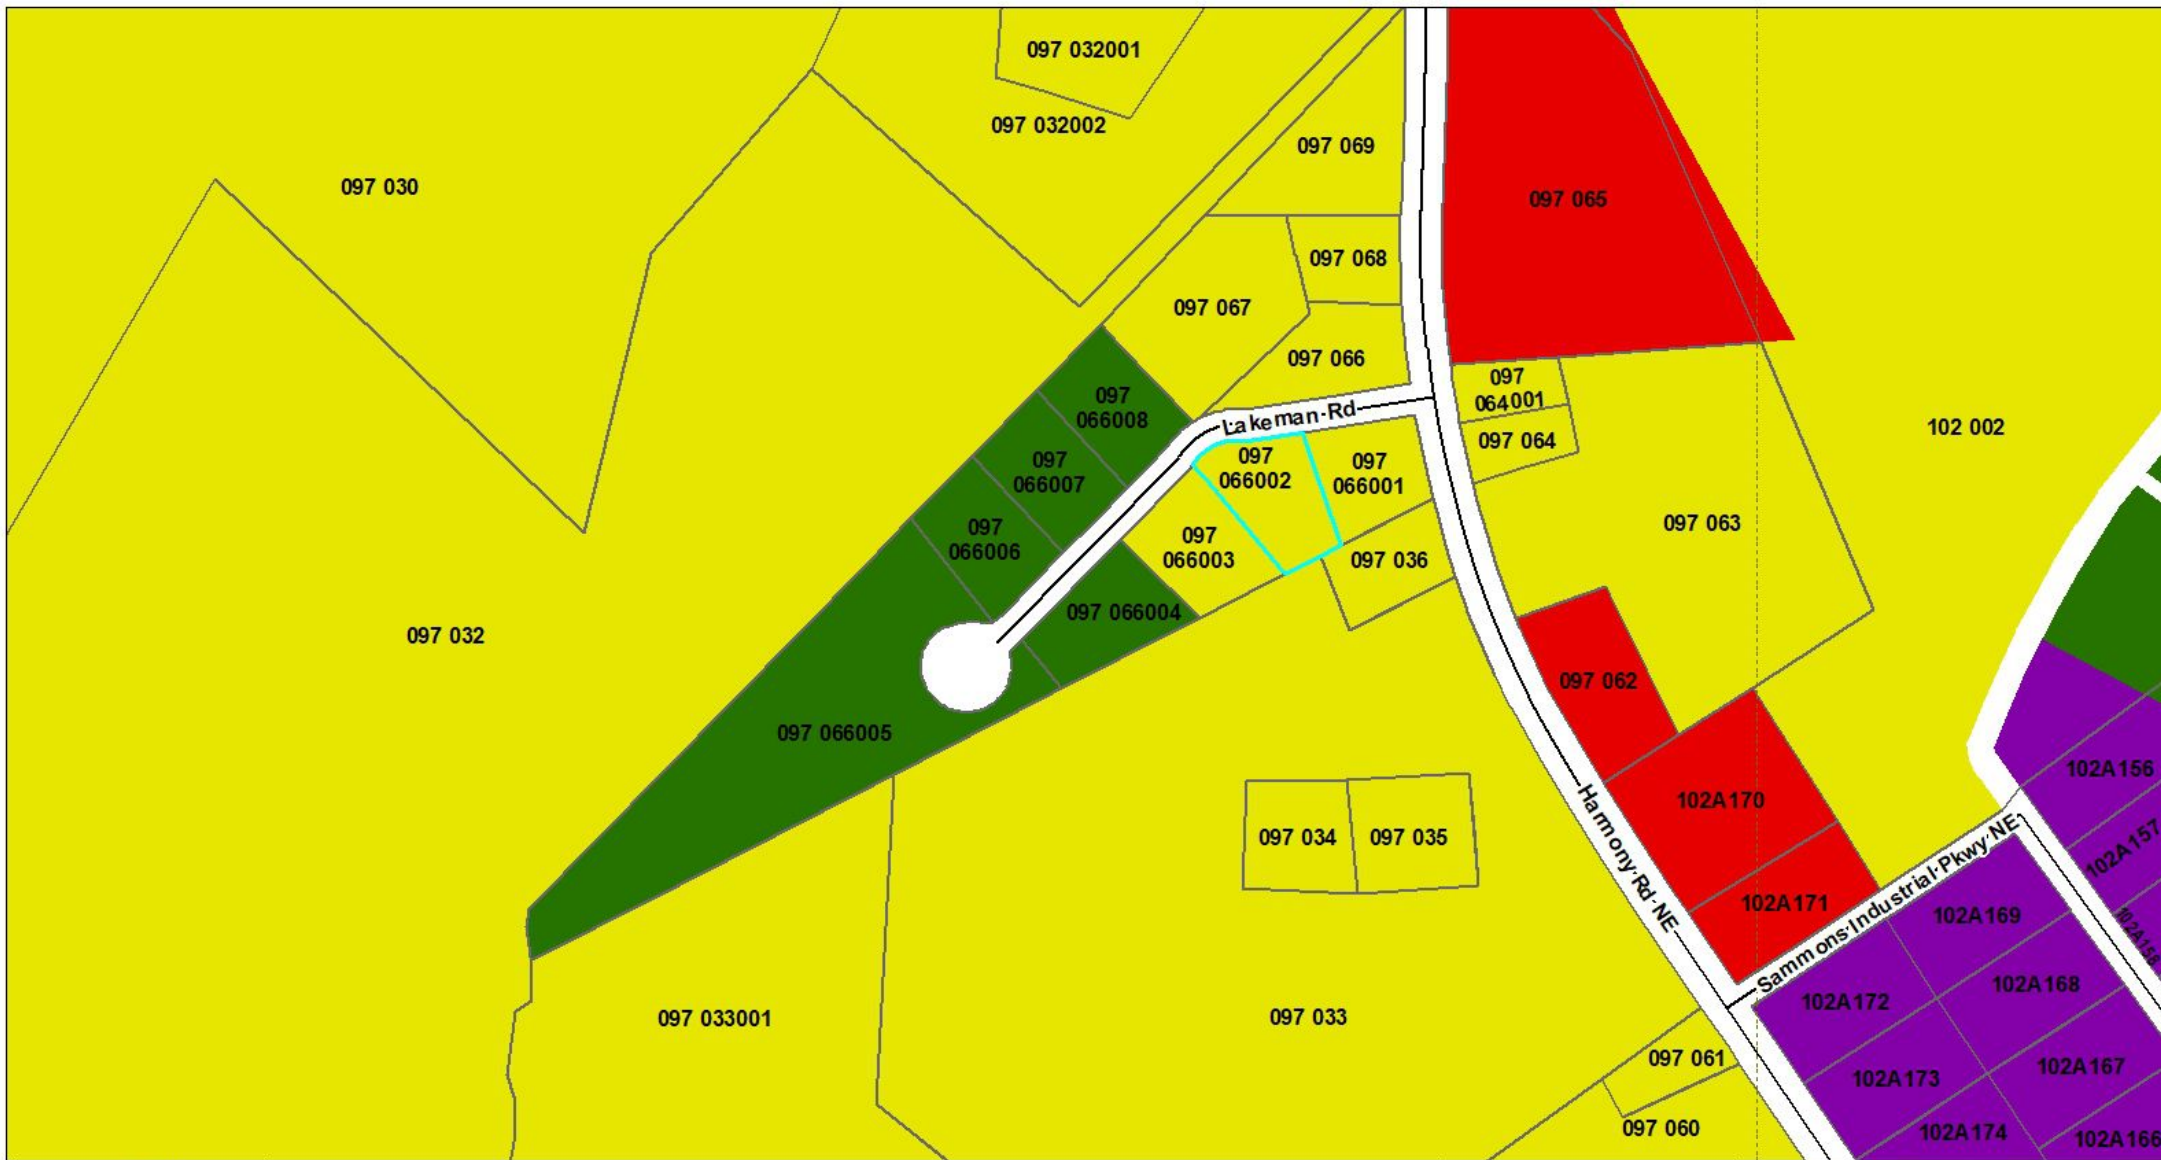 097 032001
097 032002
097 069
097 030
097 065
097 068
097 067
097 066
097
064001
097
066008
Lakeman Rd
102 002
097 064
097
066002
097
066001
097
066007
097 063
097
066006
097
066003
097 036
097 066004
097 032
097 062
097 066005
102A156
102A170
097 034
097 035
Harmony Rd NE
Sammons Industrial Pkwy NE
102A157
102A171
102A169
102A158
102A168
102A172
097 033001
097 033
097 061
102A167
102A173
097 060
102A174
102A166